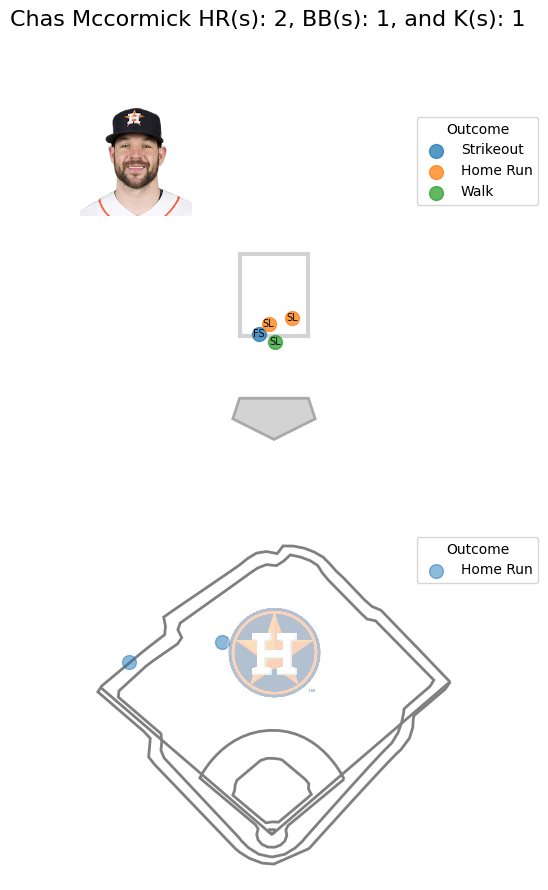 Chas Mccormick HR(s): 2, BB(s): 1, and K(s): 1
H
Outcome
Strikeout
Home Run
Walk
SL
SL
FS
SL
Outcome
Home Run
H
TM